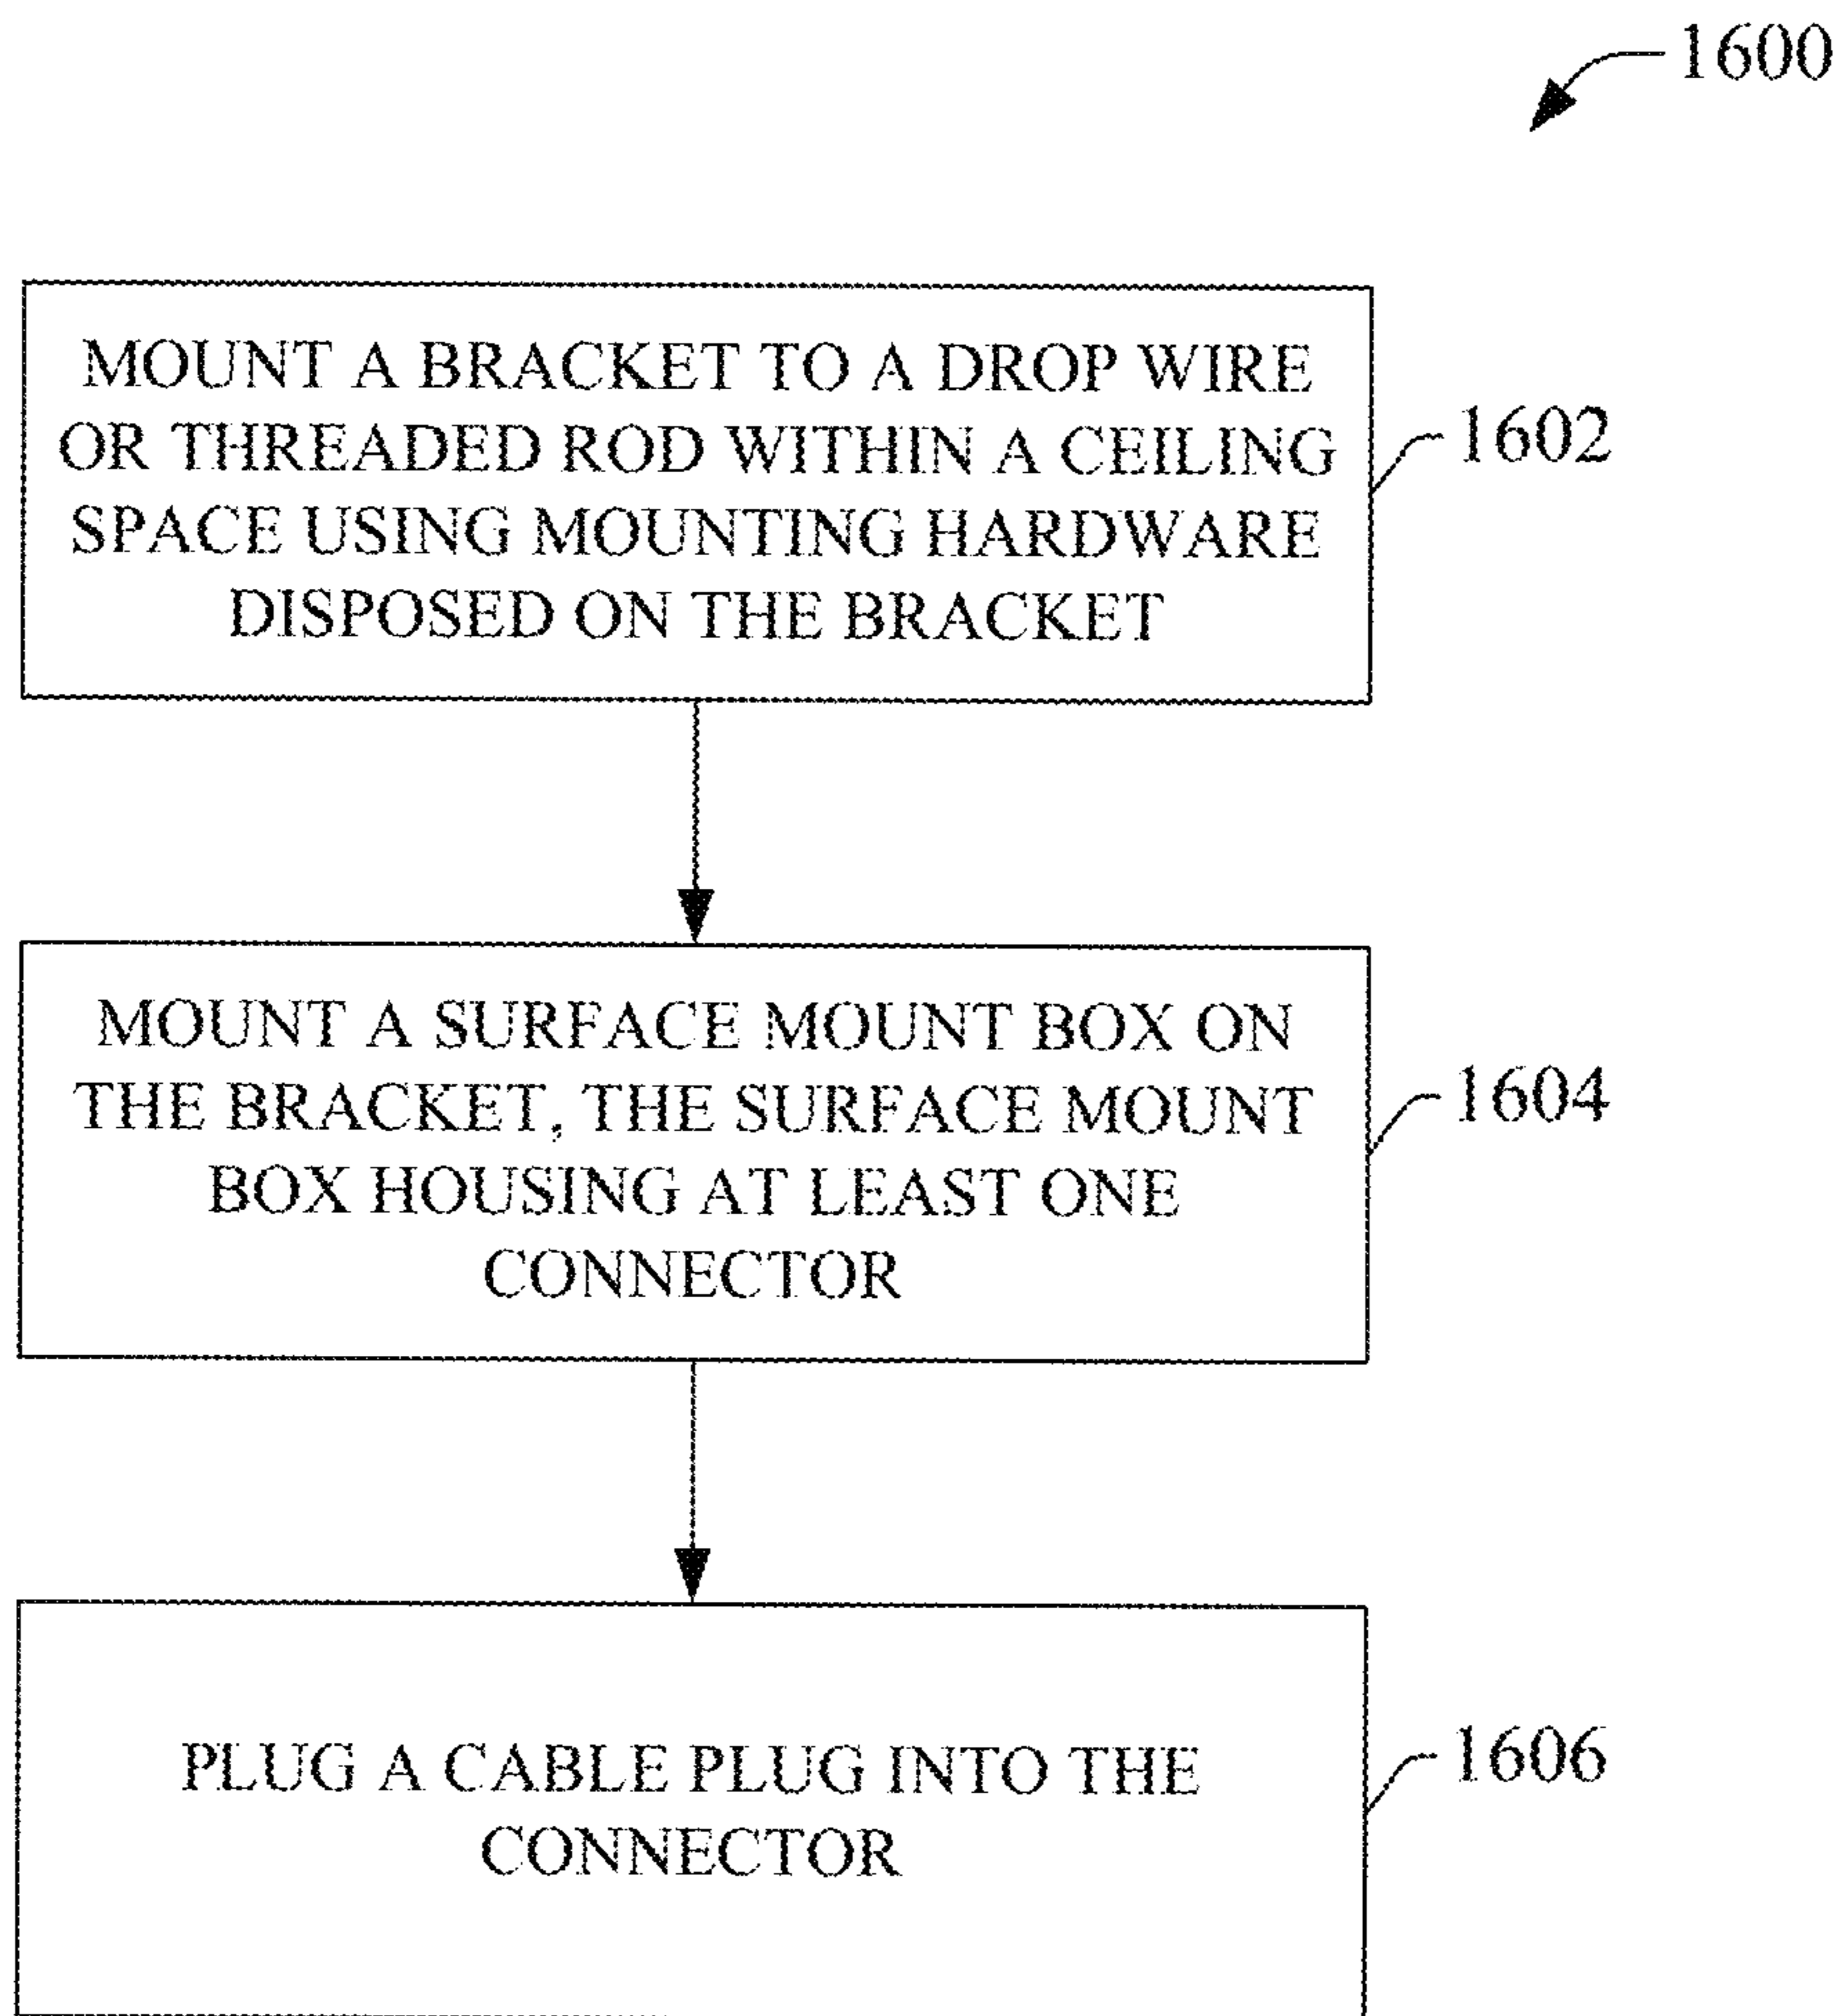 1600
MOUNT A BRACKET TO A DROP WIRE
OR THREADED ROD WITHIN A CEILING
SPACE USING MOUNTING HARDWARE
DISPOSED ON THE BRACKET
1602
MOUNT A SURFACE MOUNT BOX ON
THE BRACKET, THE SURFACE MOUNT
BOX HOUSING AT LEAST ONE
CONNECTOR
1604
PLUG A CABLE PLUG INTO THE
CONNECTOR
1606